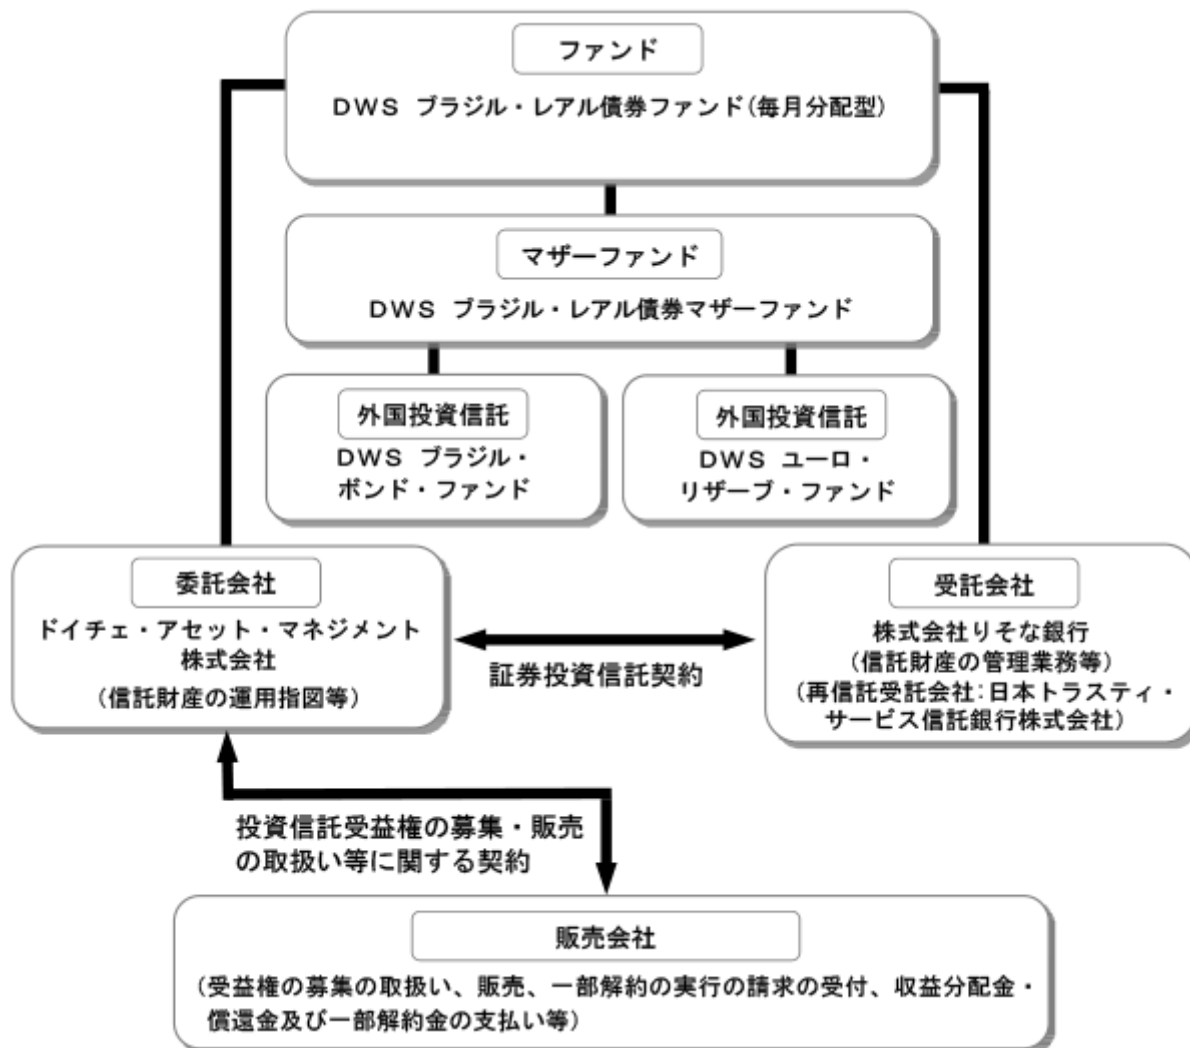 ファンド
DWS ブラジル・レアル債券ファンド(毎月分配型)
マザーファンド
DWS ブラジル・レアル債券マザーファンド
外国投資信託
DWS ブラジル・
ボンド・ファンド
外国投資信託
DWS ユーロ・
リザーブ・ファンド
委託会社
ドイチェ・アセット・マネジメント
株式会社
(信託財産の運用指図等)
証券投資信託契約
受託会社
株式会社りそな銀行
(信託財産の管理業務等)
(再信託受託会社:日本トラスティ・
サービス信託銀行株式会社)
投資信託受益権の募集・販売
の取扱い等に関する契約
販売会社
(受益権の募集の取扱い、販売、一部解約の実行の請求の受付、収益分配金・
償還金及び一部解約金の支払い等)